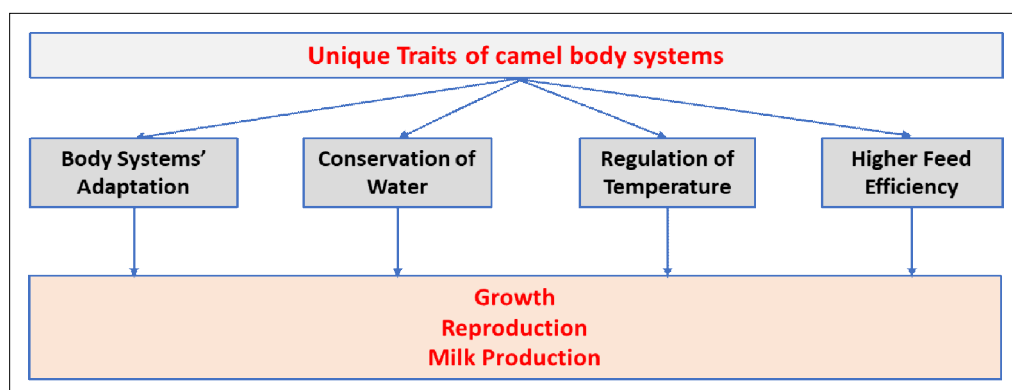 Unique Traits of camel body systems
Body Systems’
Adaptation
Conservation of
Water
Regulation of
Temperature
Higher Feed
Efficiency
Growth
Reproduction
Milk Production